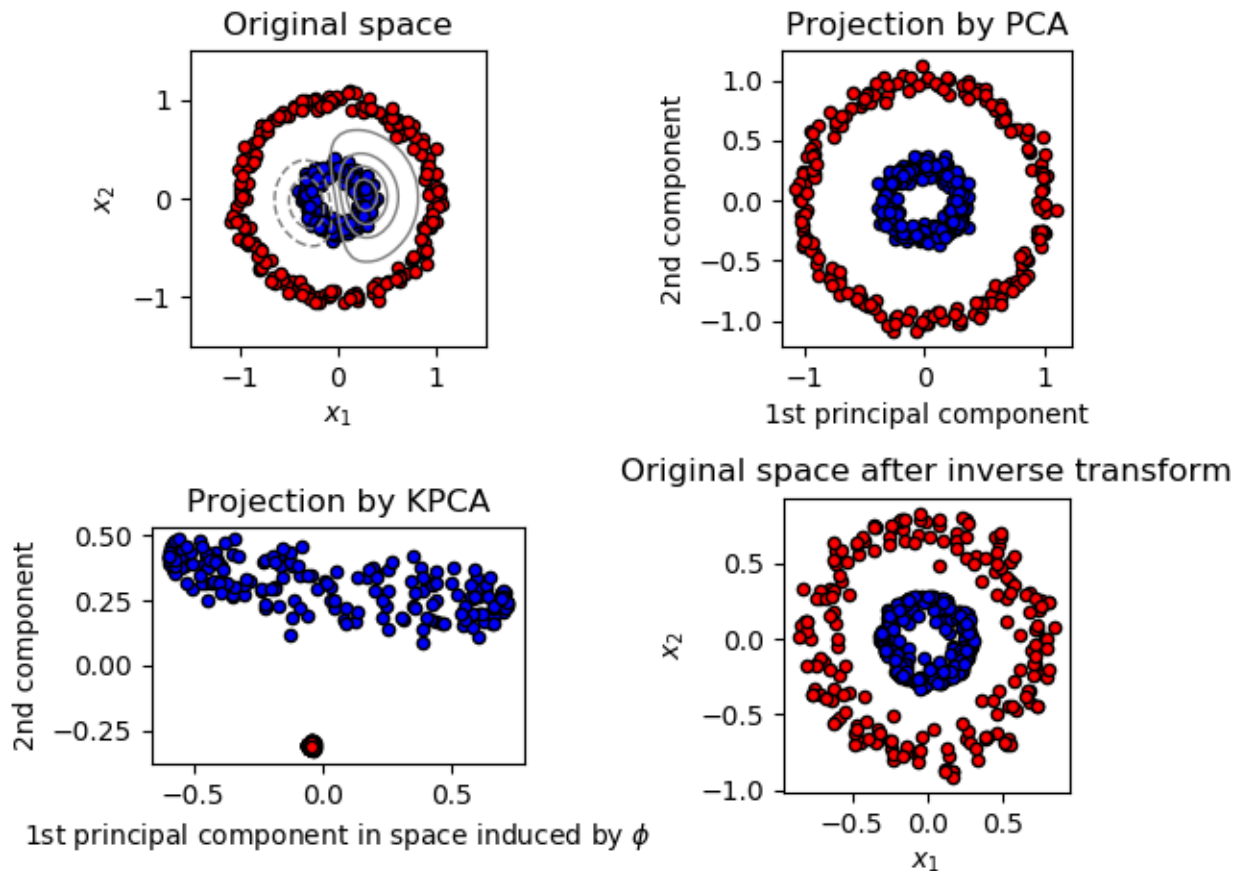 Original space
1
0
−1
x₂
−1
0
1
x₁
Projection by PCA
1.0
0.5
0.0
−0.5
−1.0
2nd component
−1
0
1
1st principal component
Projection by KPCA
0.50
0.25
0.00
−0.25
2nd component
−0.5
0.0
0.5
1st principal component in space induced by ϕ
Original space after inverse transform
0.5
0.0
−0.5
−1.0
x₂
−0.5
0.0
0.5
x₁